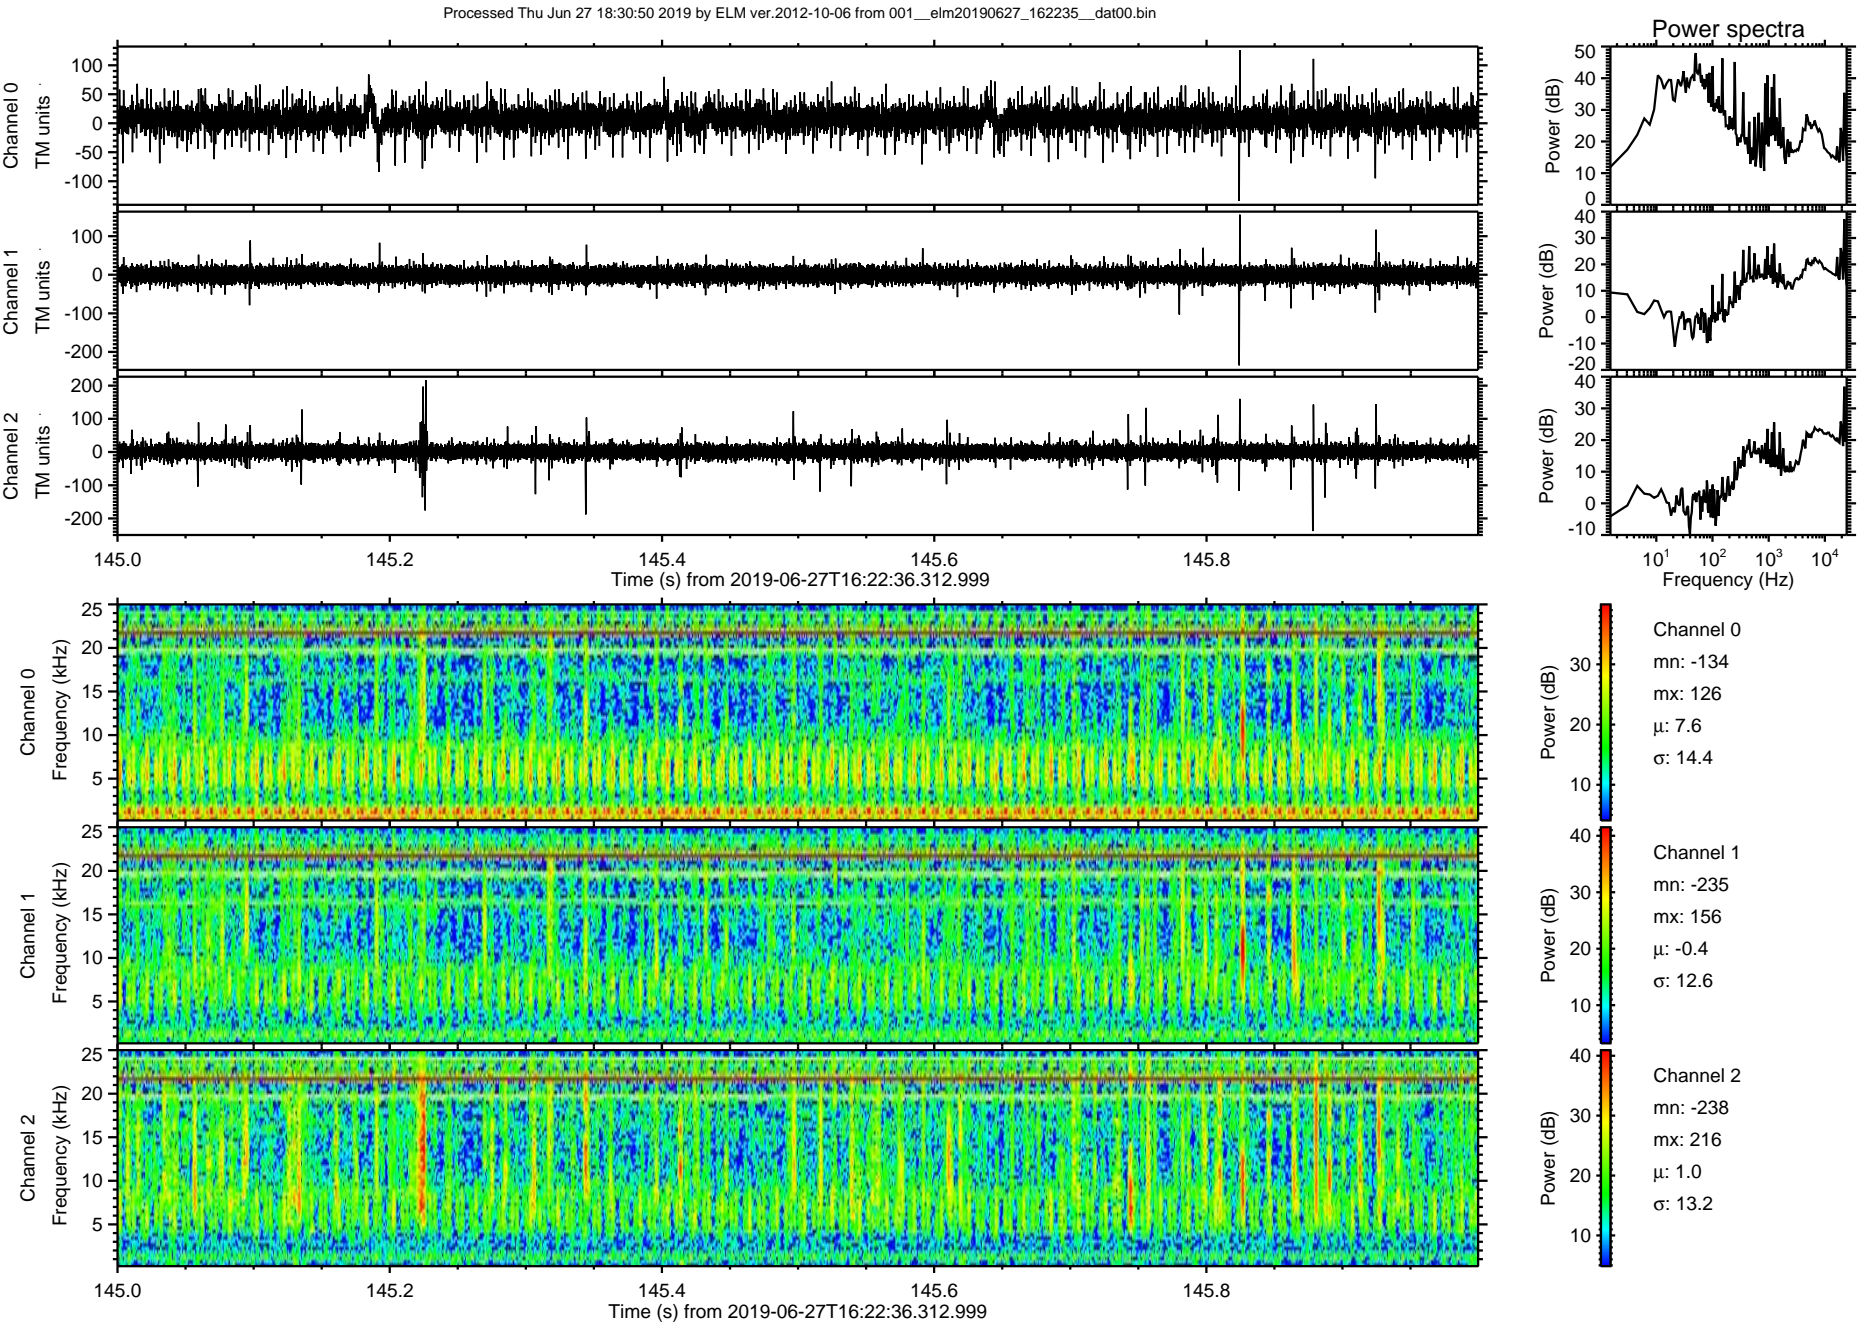 Processed Thu Jun 27 18:30:50 2019 by ELM ver.2012-10-06 from 001__elm20190627_162235__dat00.bin
Power spectra
Channel 0
TM units
100
50
0
-50
-100
Power (dB)
50
40
30
20
10
0
Channel 1
TM units
100
0
-100
-200
Power (dB)
40
30
20
10
0
-10
-20
Channel 2
TM units
200
100
0
-100
-200
Power (dB)
40
30
20
10
0
-10
145.0 145.2 145.4 145.6 145.8
Time (s) from 2019-06-27T16:22:36.312.999
10^1 10^2 10^3 10^4
Frequency (Hz)
Channel 0
Frequency (kHz)
25
20
15
10
5
Power (dB)
30
20
10
Channel 0
mn: -134
mx: 126
μ: 7.6
σ: 14.4
Channel 1
Frequency (kHz)
25
20
15
10
5
Power (dB)
40
30
20
10
Channel 1
mn: -235
mx: 156
μ: -0.4
σ: 12.6
Channel 2
Frequency (kHz)
25
20
15
10
5
Power (dB)
40
30
20
10
Channel 2
mn: -238
mx: 216
μ: 1.0
σ: 13.2
145.0 145.2 145.4 145.6 145.8
Time (s) from 2019-06-27T16:22:36.312.999